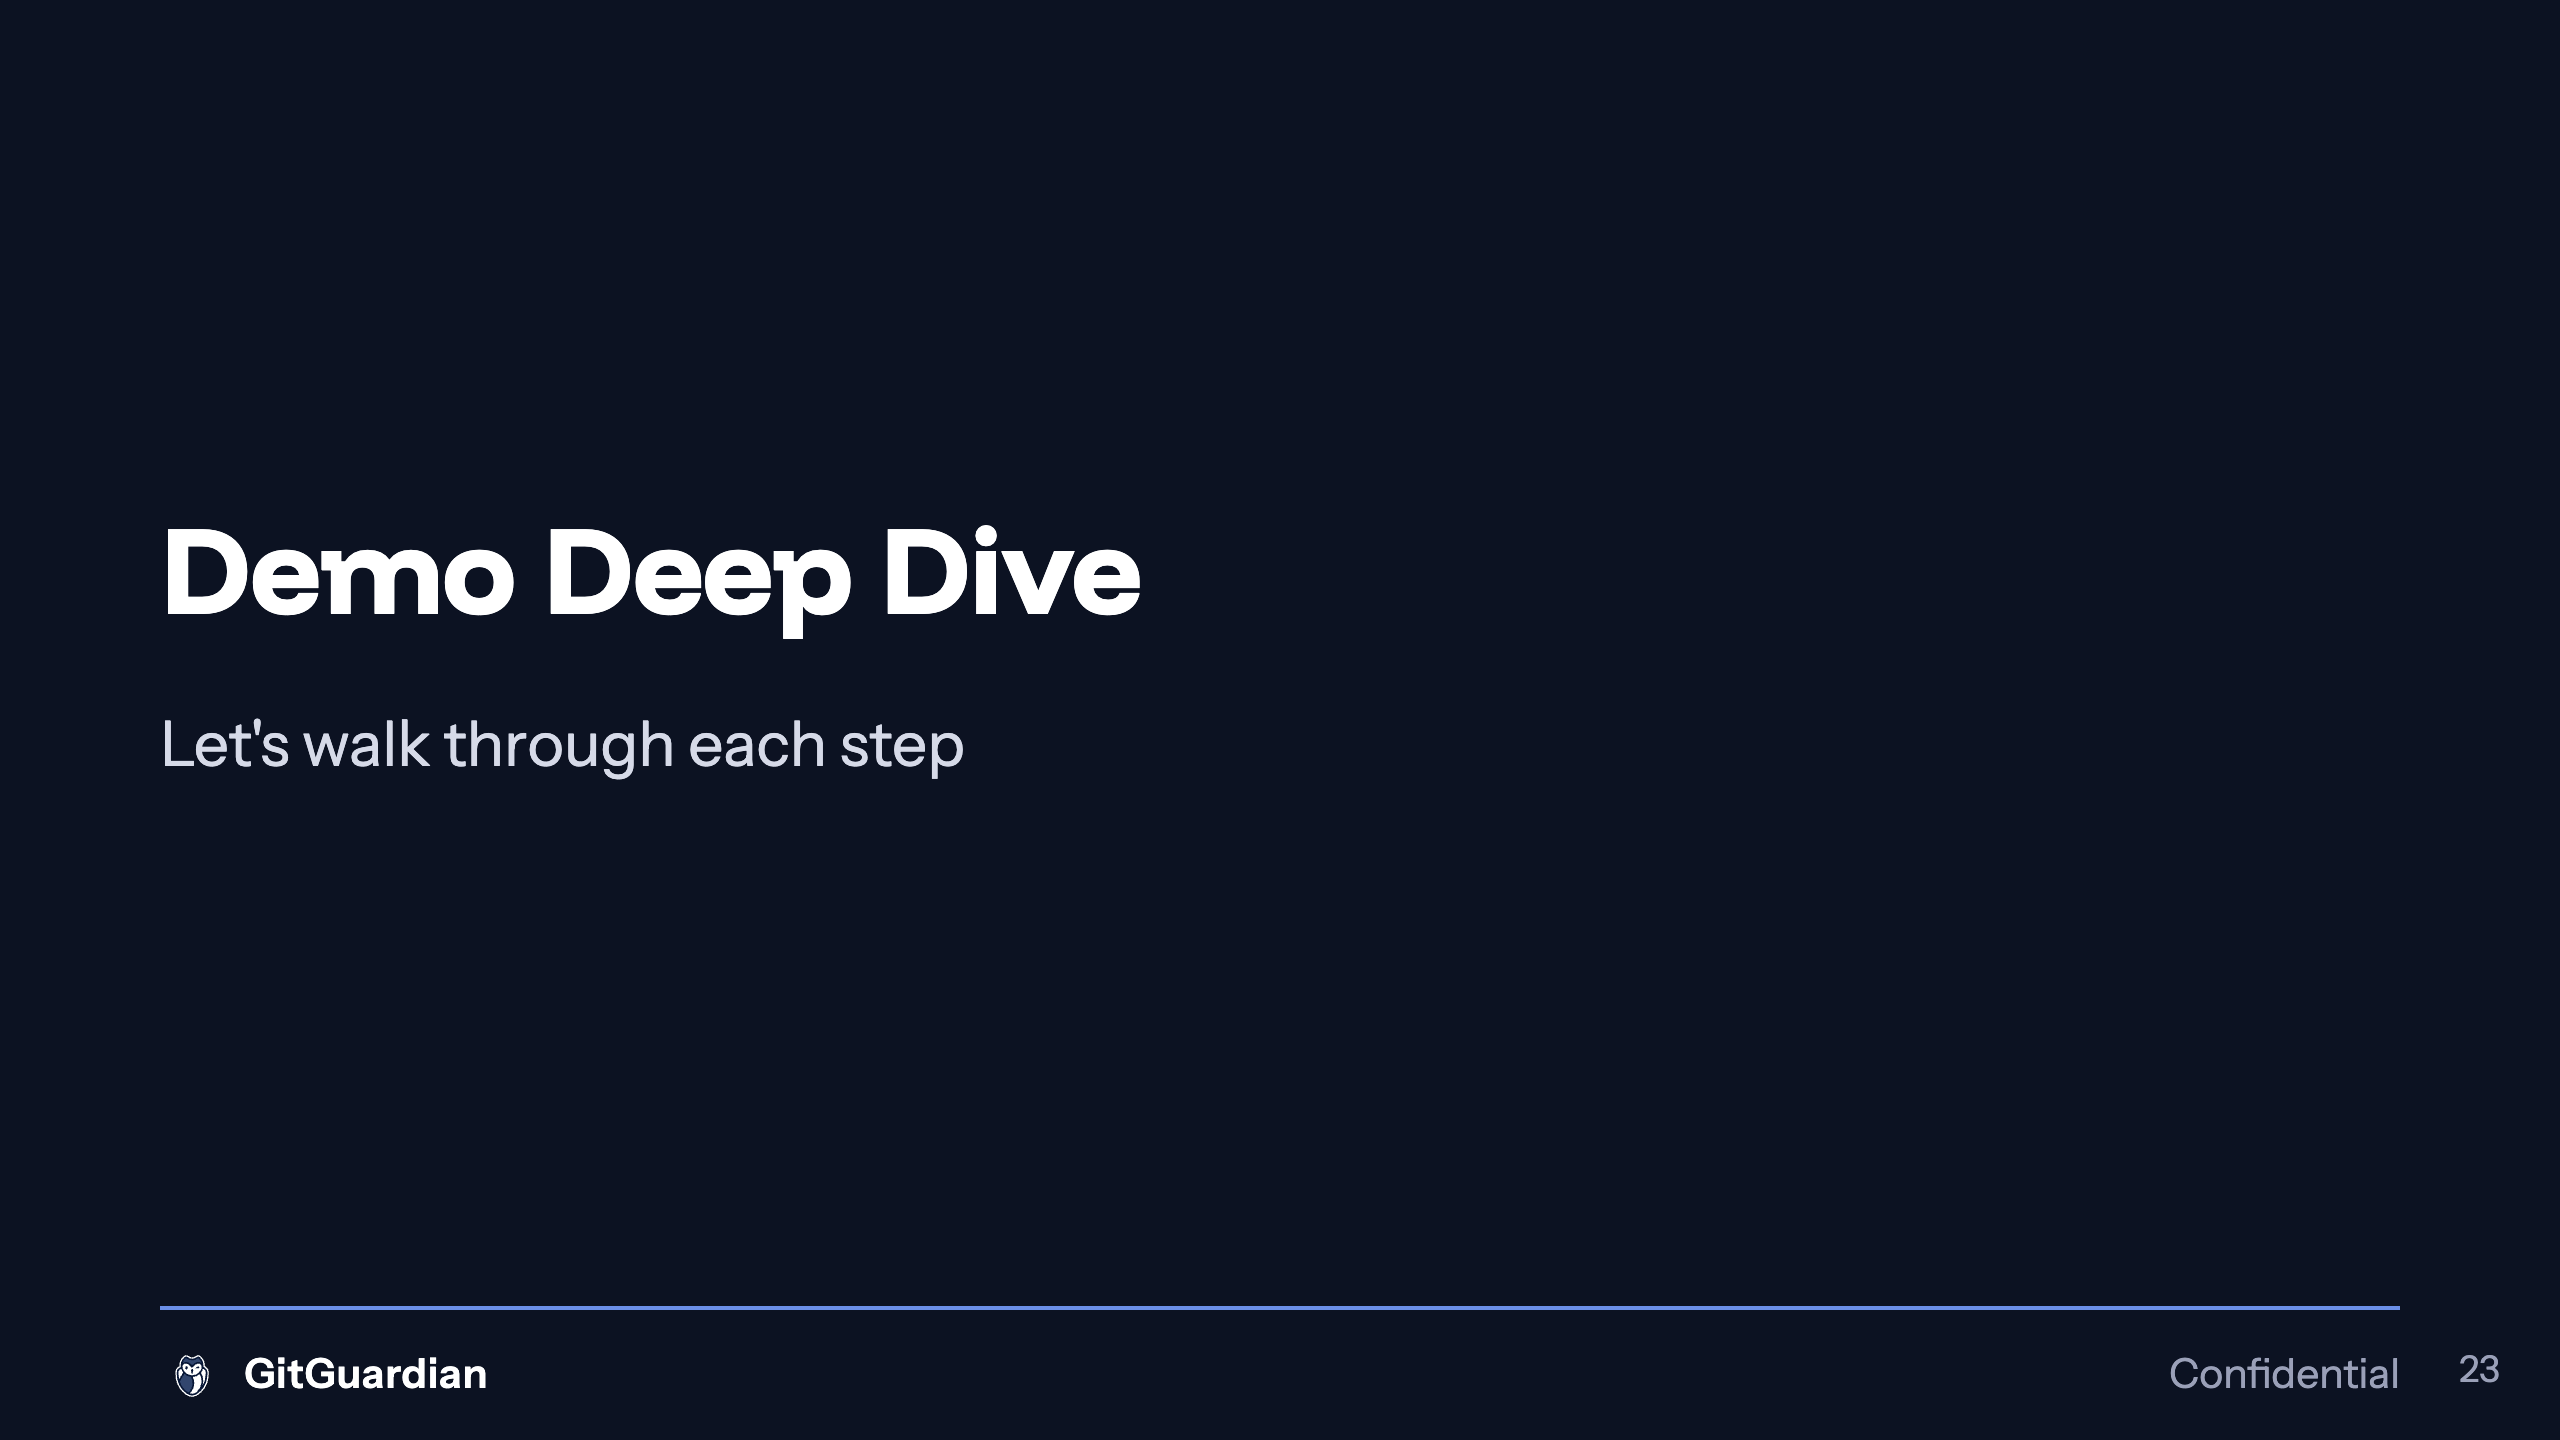 Demo Deep Dive
Let's walk through each step
GitGuardian
Confidential
23